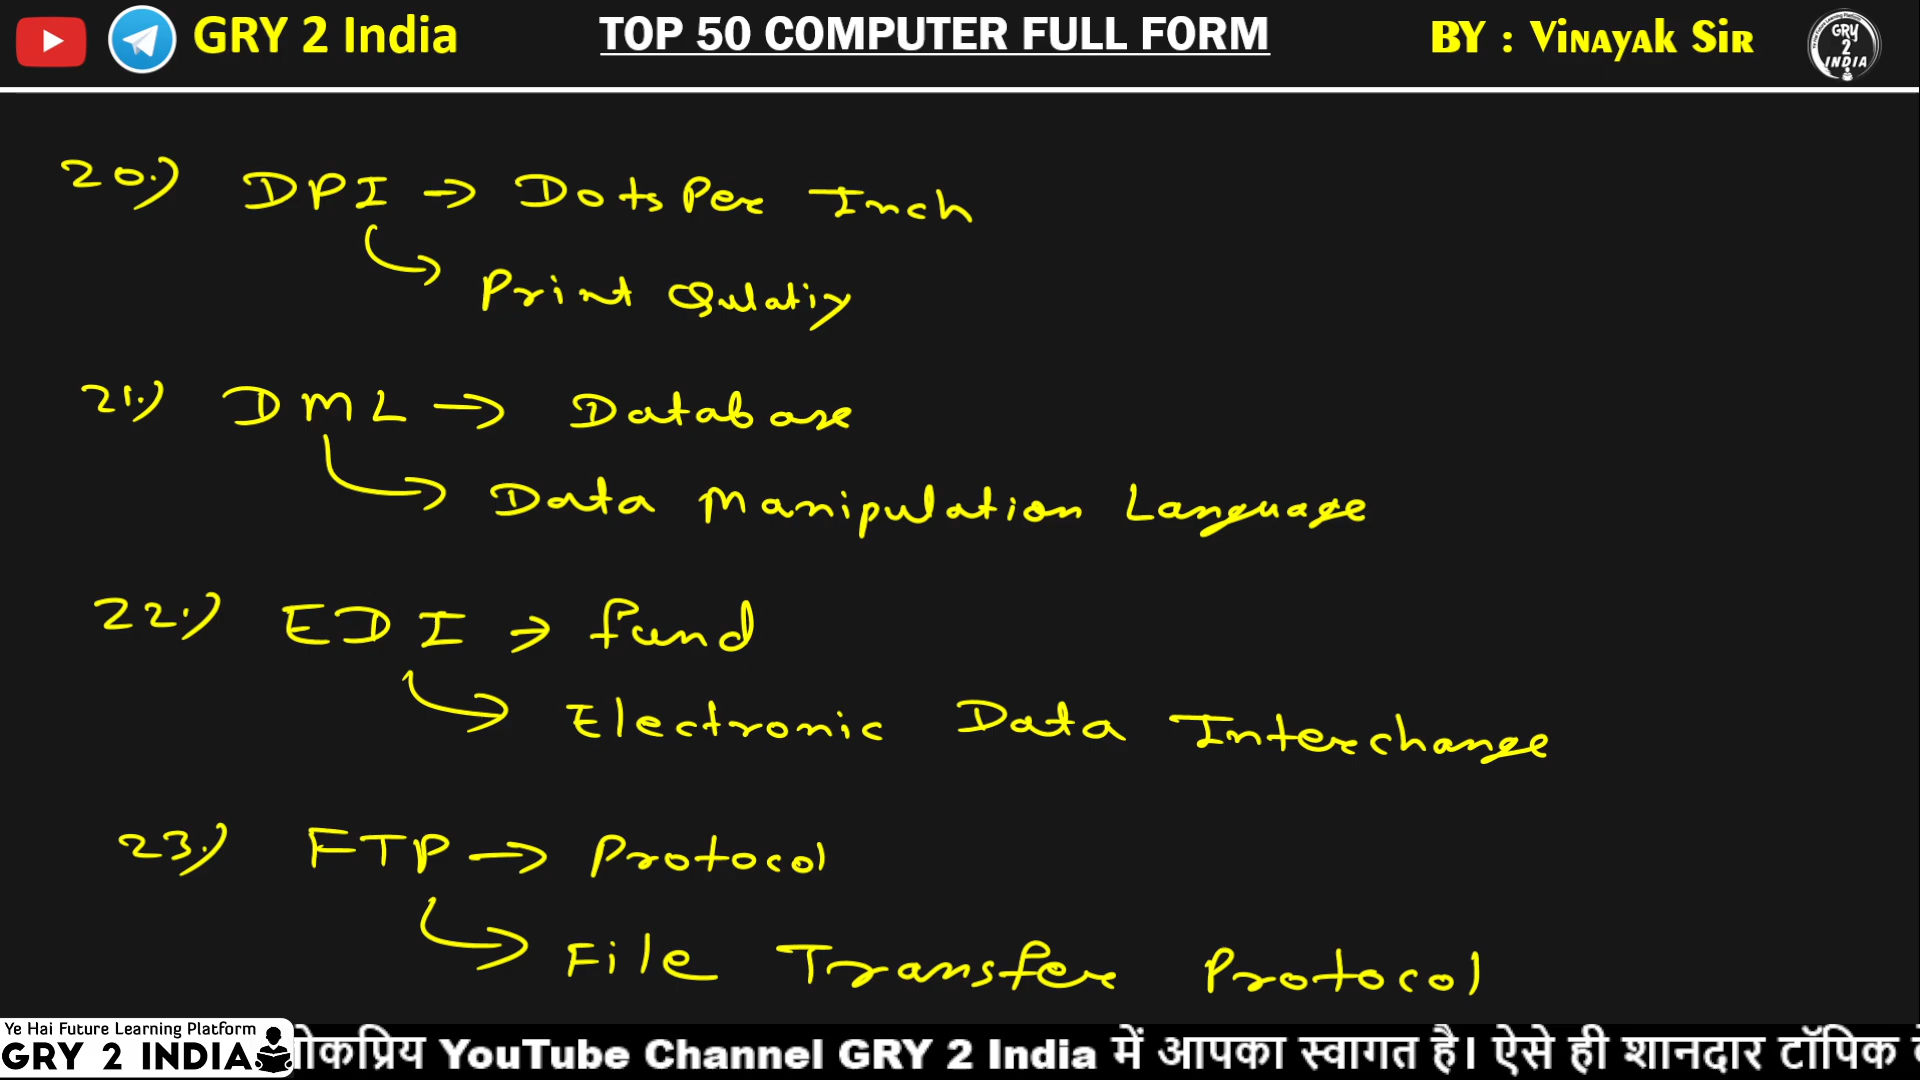 GRY 2 India
TOP 50 COMPUTER FULL FORM
BY : Vinayak Sir
GRY 2 INDIA
20.) DPI → Dots Per Inch
→ Print Qulatiy
21.) DML → Database
→ Data Manipulation Language
22.) EDI → fund
→ Electronic Data Interchange
23.) FTP → Protocol
→ File Transfer Protocol
Ye Hai Future Learning Platform
GRY 2 INDIA
ोकप्रिय YouTube Channel GRY 2 India में आपका स्वागत है। ऐसे ही शानदार टॉपिक